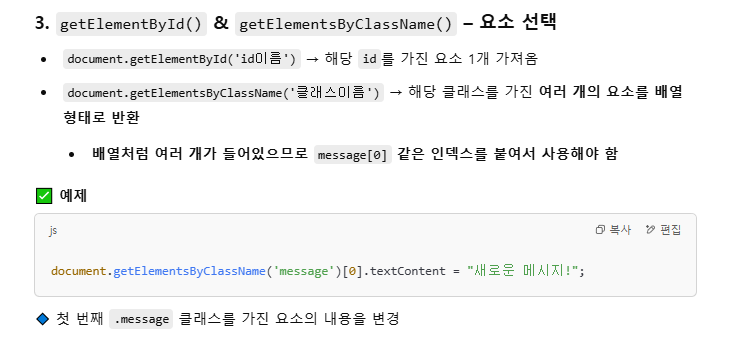 3. getElementById() & getElementsByClassName() – 요소 선택
• document.getElementById('id이름') → 해당 id를 가진 요소 1개 가져옴
• document.getElementsByClassName('클래스이름') → 해당 클래스를 가진 여러 개의 요소를 배열
형태로 반환
• 배열처럼 여러 개가 들어있으므로 message[0] 같은 인덱스를 붙여서 사용해야 함
✅ 예제
js 복사 편집
document.getElementsByClassName('message')[0].textContent = "새로운 메시지!";
🔹 첫 번째 .message 클래스를 가진 요소의 내용을 변경